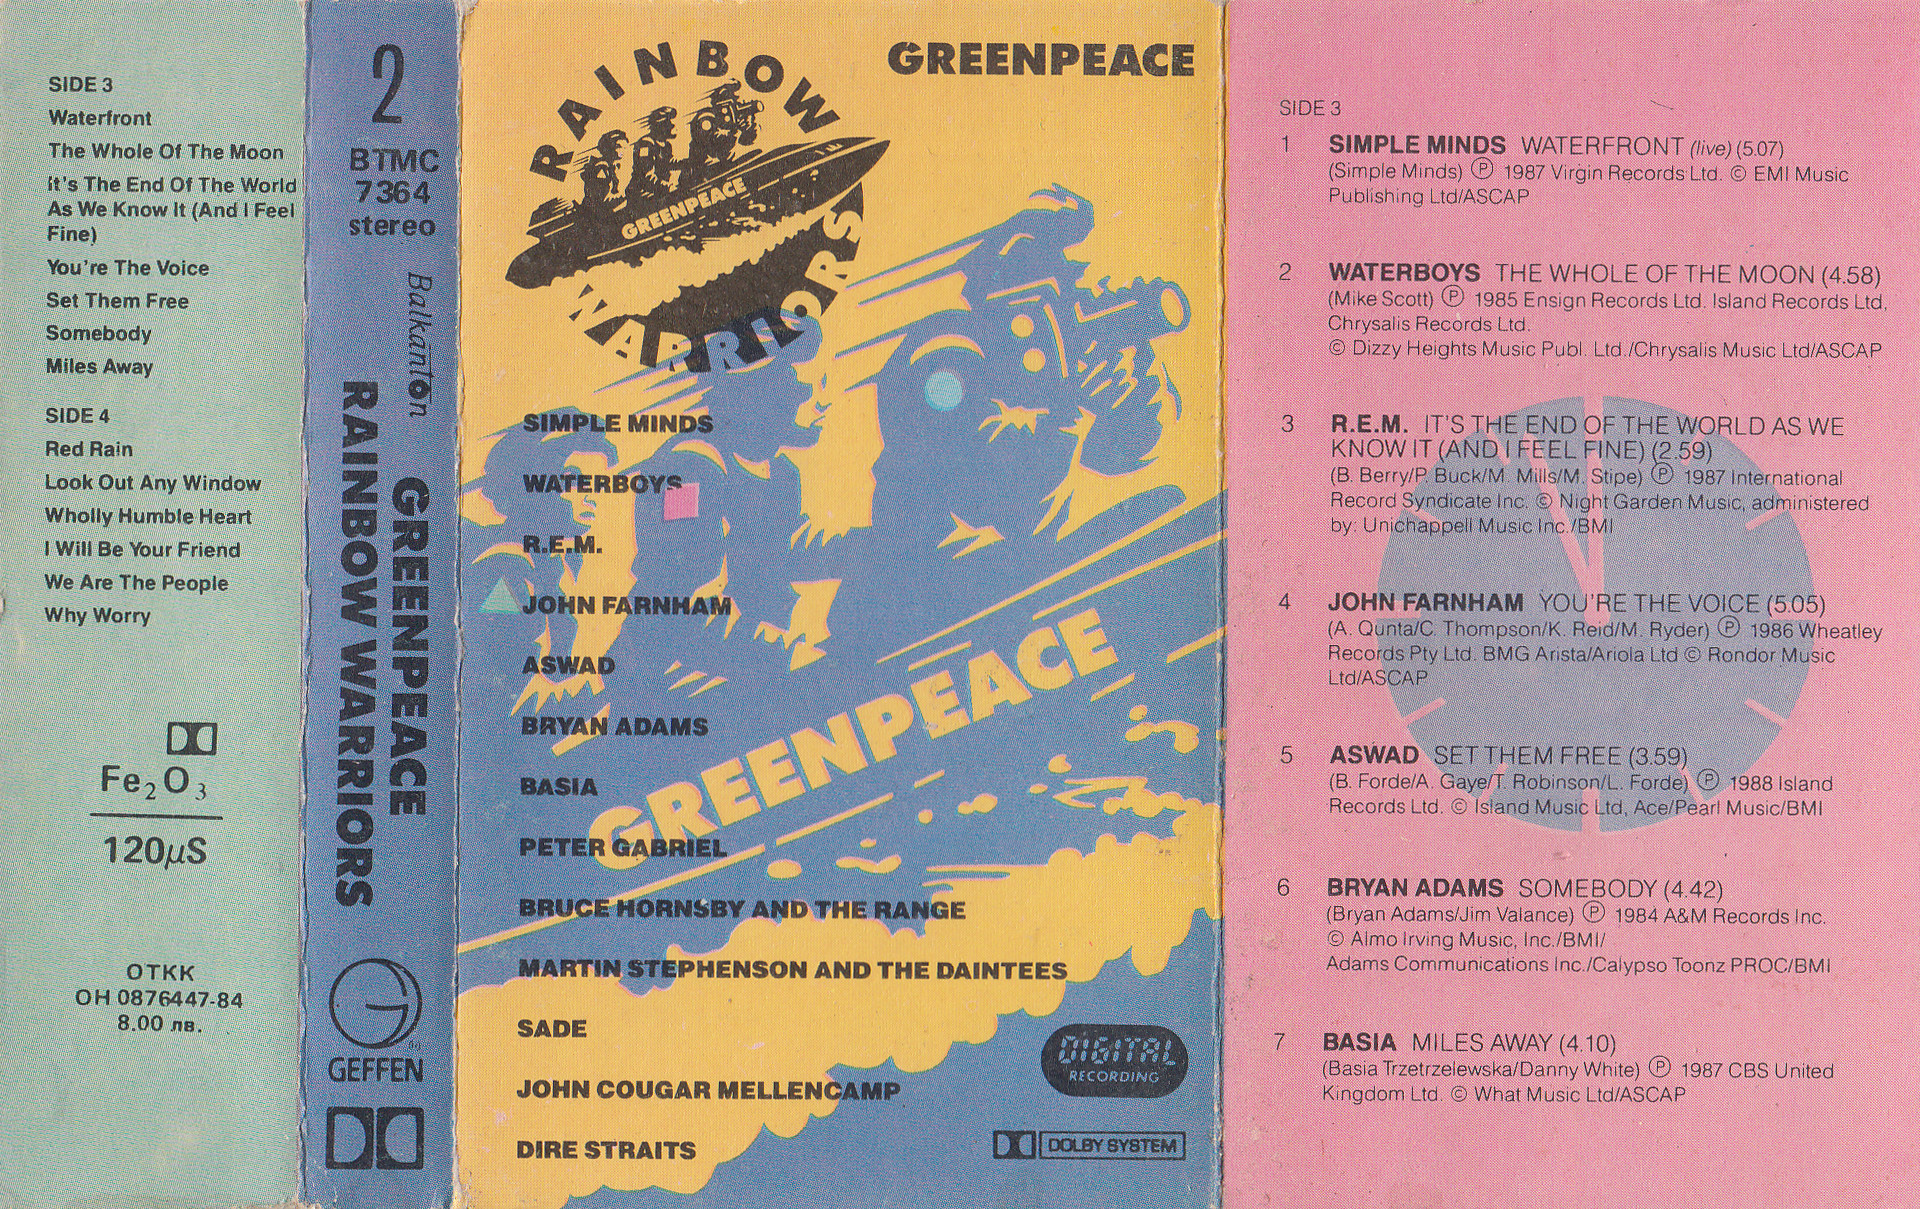 SIDE 3
Waterfront
The Whole Of The Moon
It's The End Of The World
As We Know It (And I Feel
Fine)
You're The Voice
Set Them Free
Somebody
Miles Away
SIDE 4
Red Rain
Look Out Any Window
Wholly Humble Heart
I Will Be Your Friend
We Are The People
Why Worry
Fe2O3
120µS
ОТКК
ОН 0876447-84
8.00 лв.
2
BTMC
7364
stereo
Balkanton
GREENPEACE
RAINBOW WARRIORS
GEFFEN
RAINBOW
GREENPEACE
WARRIORS
GREENPEACE
SIMPLE MINDS
WATERBOYS
R.E.M.
JOHN FARNHAM
ASWAD
BRYAN ADAMS
BASIA
PETER GABRIEL
BRUCE HORNSBY AND THE RANGE
MARTIN STEPHENSON AND THE DAINTEES
SADE
JOHN COUGAR MELLENCAMP
DIRE STRAITS
GREENPEACE
DIGITAL
RECORDING
DOLBY SYSTEM
SIDE 3
1 SIMPLE MINDS WATERFRONT (live) (5.07)
(Simple Minds) ℗ 1987 Virgin Records Ltd. © EMI Music
Publishing Ltd/ASCAP
2 WATERBOYS THE WHOLE OF THE MOON (4.58)
(Mike Scott) ℗ 1985 Ensign Records Ltd. Island Records Ltd,
Chrysalis Records Ltd.
© Dizzy Heights Music Publ. Ltd./Chrysalis Music Ltd/ASCAP
3 R.E.M. IT'S THE END OF THE WORLD AS WE
KNOW IT (AND I FEEL FINE) (2.59)
(B. Berry/P. Buck/M. Mills/M. Stipe) ℗ 1987 International
Record Syndicate Inc. © Night Garden Music, administered
by: Unichappell Music Inc./BMI
4 JOHN FARNHAM YOU'RE THE VOICE (5.05)
(A. Qunta/C. Thompson/K. Reid/M. Ryder) ℗ 1986 Wheatley
Records Pty Ltd. BMG Arista/Ariola Ltd © Rondor Music
Ltd/ASCAP
5 ASWAD SET THEM FREE (3.59)
(B. Forde/A. Gaye/T. Robinson/L. Forde) ℗ 1988 Island
Records Ltd. © Island Music Ltd, Ace/Pearl Music/BMI
6 BRYAN ADAMS SOMEBODY (4.42)
(Bryan Adams/Jim Valance) ℗ 1984 A&M Records Inc.
© Almo Irving Music, Inc./BMI/
Adams Communications Inc./Calypso Toonz PROC/BMI
7 BASIA MILES AWAY (4.10)
(Basia Trzetrzelewska/Danny White) ℗ 1987 CBS United
Kingdom Ltd. © What Music Ltd/ASCAP